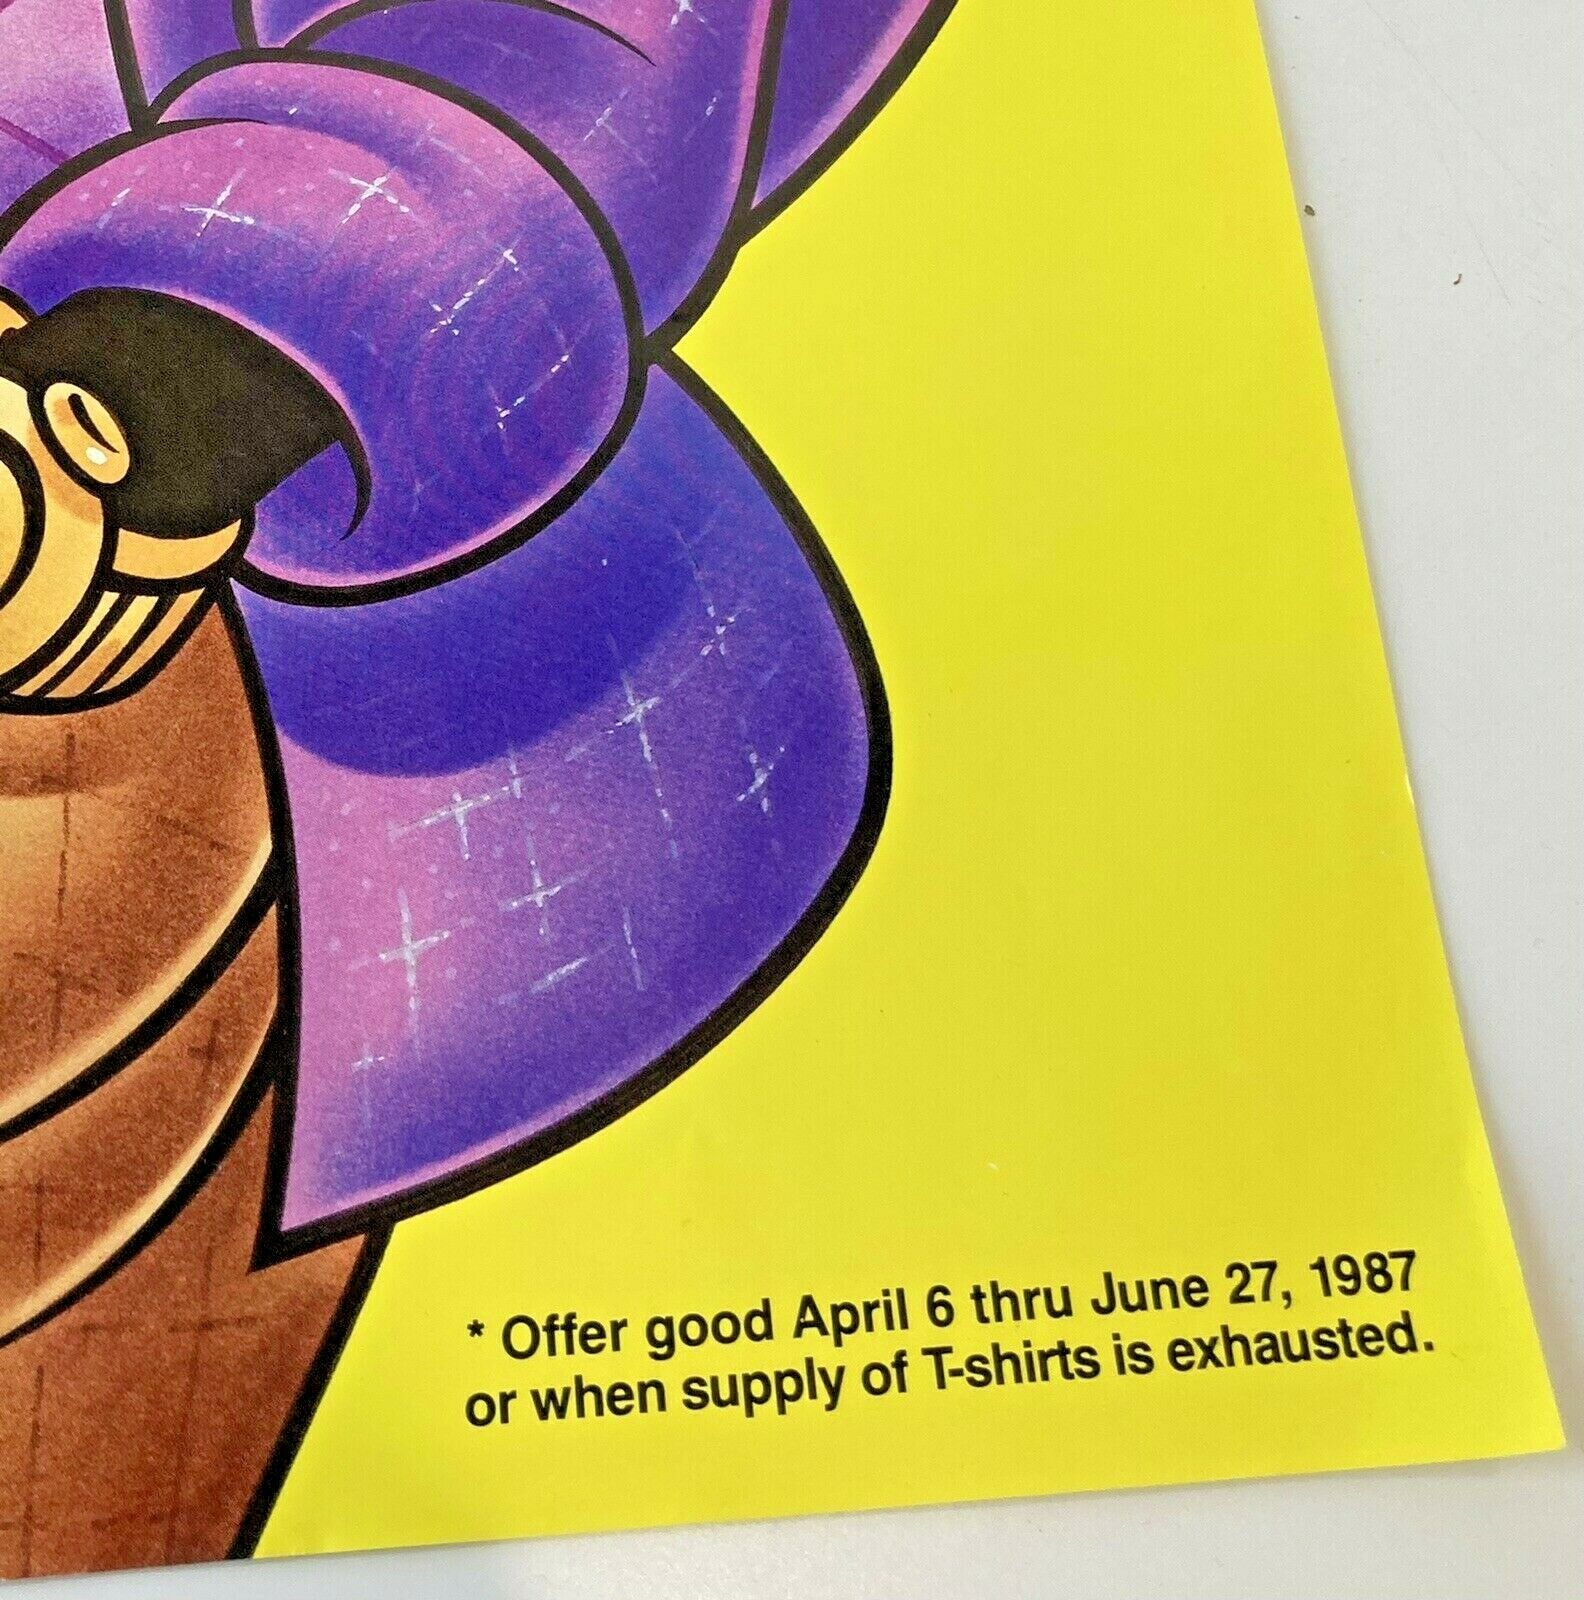 * Offer good April 6 thru June 27, 1987
or when supply of T-shirts is exhausted.